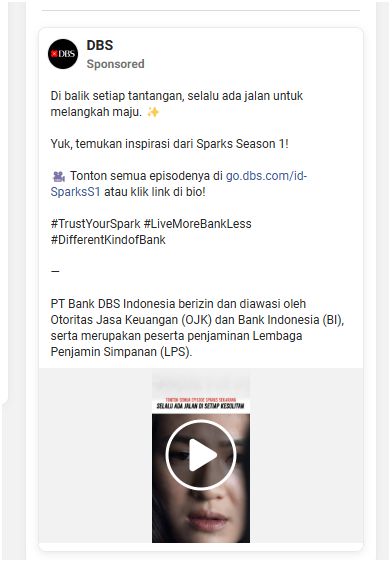 DBS
DBS
Sponsored
Di balik setiap tantangan, selalu ada jalan untuk
melangkah maju. ✨
Yuk, temukan inspirasi dari Sparks Season 1!
🎥 Tonton semua episodenya di go.dbs.com/id-
SparksS1 atau klik link di bio!
#TrustYourSpark #LiveMoreBankLess
#DifferentKindofBank
—
PT Bank DBS Indonesia berizin dan diawasi oleh
Otoritas Jasa Keuangan (OJK) dan Bank Indonesia (BI),
serta merupakan peserta penjaminan Lembaga
Penjamin Simpanan (LPS).
TONTON SEMUA EPISODE SPARKS SEKARANG
SELALU ADA JALAN DI SETIAP KESULITAN